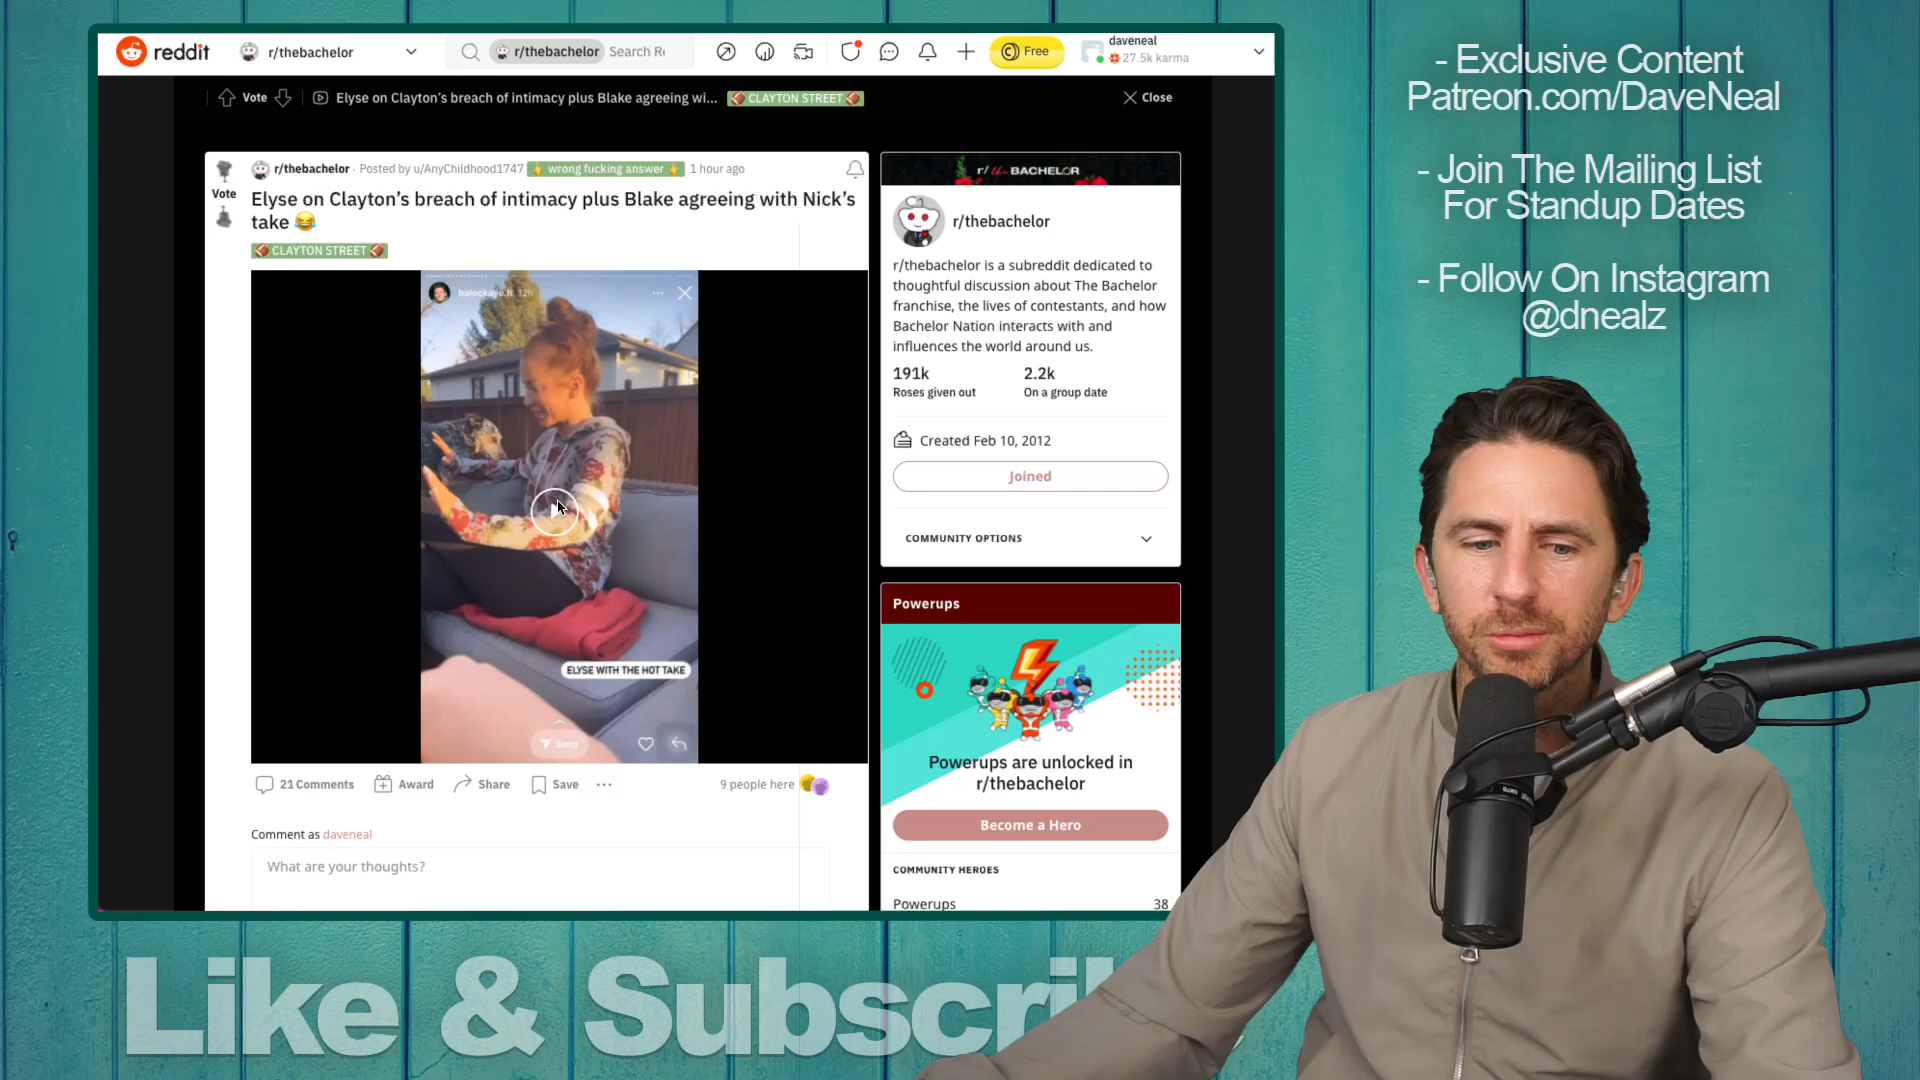 reddit
r/thebachelor
r/thebachelor
Search Re
Free
daveneal
27.5k karma
Vote
Elyse on Clayton's breach of intimacy plus Blake agreeing wi...
CLAYTON STREET
Close
r/thebachelor · Posted by u/AnyChildhood1747 wrong fucking answer 1 hour ago
Vote
Elyse on Clayton's breach of intimacy plus Blake agreeing with Nick's
take 😂
CLAYTON STREET
balockaye.h 12h
ELYSE WITH THE HOT TAKE
Send
21 Comments
Award
Share
Save
9 people here
Comment as daveneal
What are your thoughts?
r/the BACHELOR
r/thebachelor
r/thebachelor is a subreddit dedicated to
thoughtful discussion about The Bachelor
franchise, the lives of contestants, and how
Bachelor Nation interacts with and
influences the world around us.
191k
2.2k
Roses given out
On a group date
Created Feb 10, 2012
Joined
COMMUNITY OPTIONS
Powerups
Powerups are unlocked in
r/thebachelor
Become a Hero
COMMUNITY HEROES
Powerups
38
- Exclusive Content
Patreon.com/DaveNeal
- Join The Mailing List
For Standup Dates
- Follow On Instagram
@dnealz
Like & Subscri